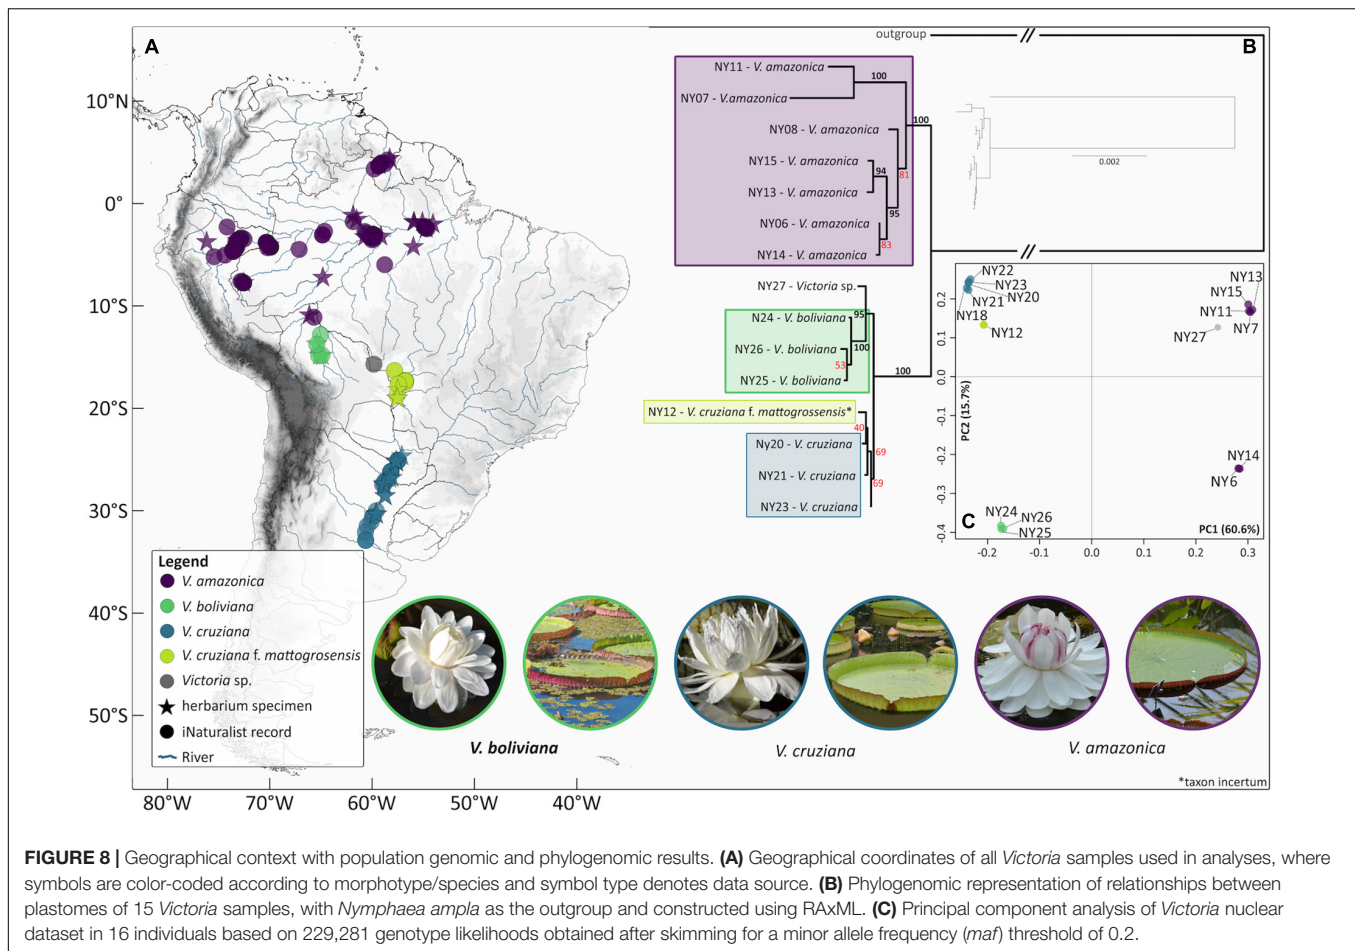 A
B
outgroup
NY11 - V. amazonica
100
NY07 - V.amazonica
100
NY08 - V. amazonica
NY15 - V. amazonica
94
81
NY13 - V. amazonica
95
NY06 - V. amazonica
83
NY14 - V. amazonica
0.002
NY27 - Victoria sp.
N24 - V. boliviana
95
NY26 - V. boliviana
100
53
NY25 - V. boliviana
100
NY12 - V. cruziana f. mattogrossensis*
40
Ny20 - V. cruziana
69
NY21 - V. cruziana
69
NY23 - V. cruziana
NY22
NY23
NY21
NY20
NY18
NY12
NY13
NY15
NY11
NY7
NY27
NY14
NY6
NY24
NY26
NY25
C
PC1 (60.6%)
PC2 (15.7%)
0.2
0.1
0.0
-0.1
-0.2
-0.3
-0.4
-0.2
-0.1
0.0
0.1
0.2
0.3
10°N
0°
10°S
20°S
30°S
40°S
50°S
80°W
70°W
60°W
50°W
40°W
Legend
V. amazonica
V. boliviana
V. cruziana
V. cruziana f. mattogrosensis
Victoria sp.
herbarium specimen
iNaturalist record
River
V. boliviana
V. cruziana
V. amazonica
*taxon incertum
FIGURE 8 | Geographical context with population genomic and phylogenomic results. (A) Geographical coordinates of all Victoria samples used in analyses, where
symbols are color-coded according to morphotype/species and symbol type denotes data source. (B) Phylogenomic representation of relationships between
plastomes of 15 Victoria samples, with Nymphaea ampla as the outgroup and constructed using RAxML. (C) Principal component analysis of Victoria nuclear
dataset in 16 individuals based on 229,281 genotype likelihoods obtained after skimming for a minor allele frequency (maf) threshold of 0.2.